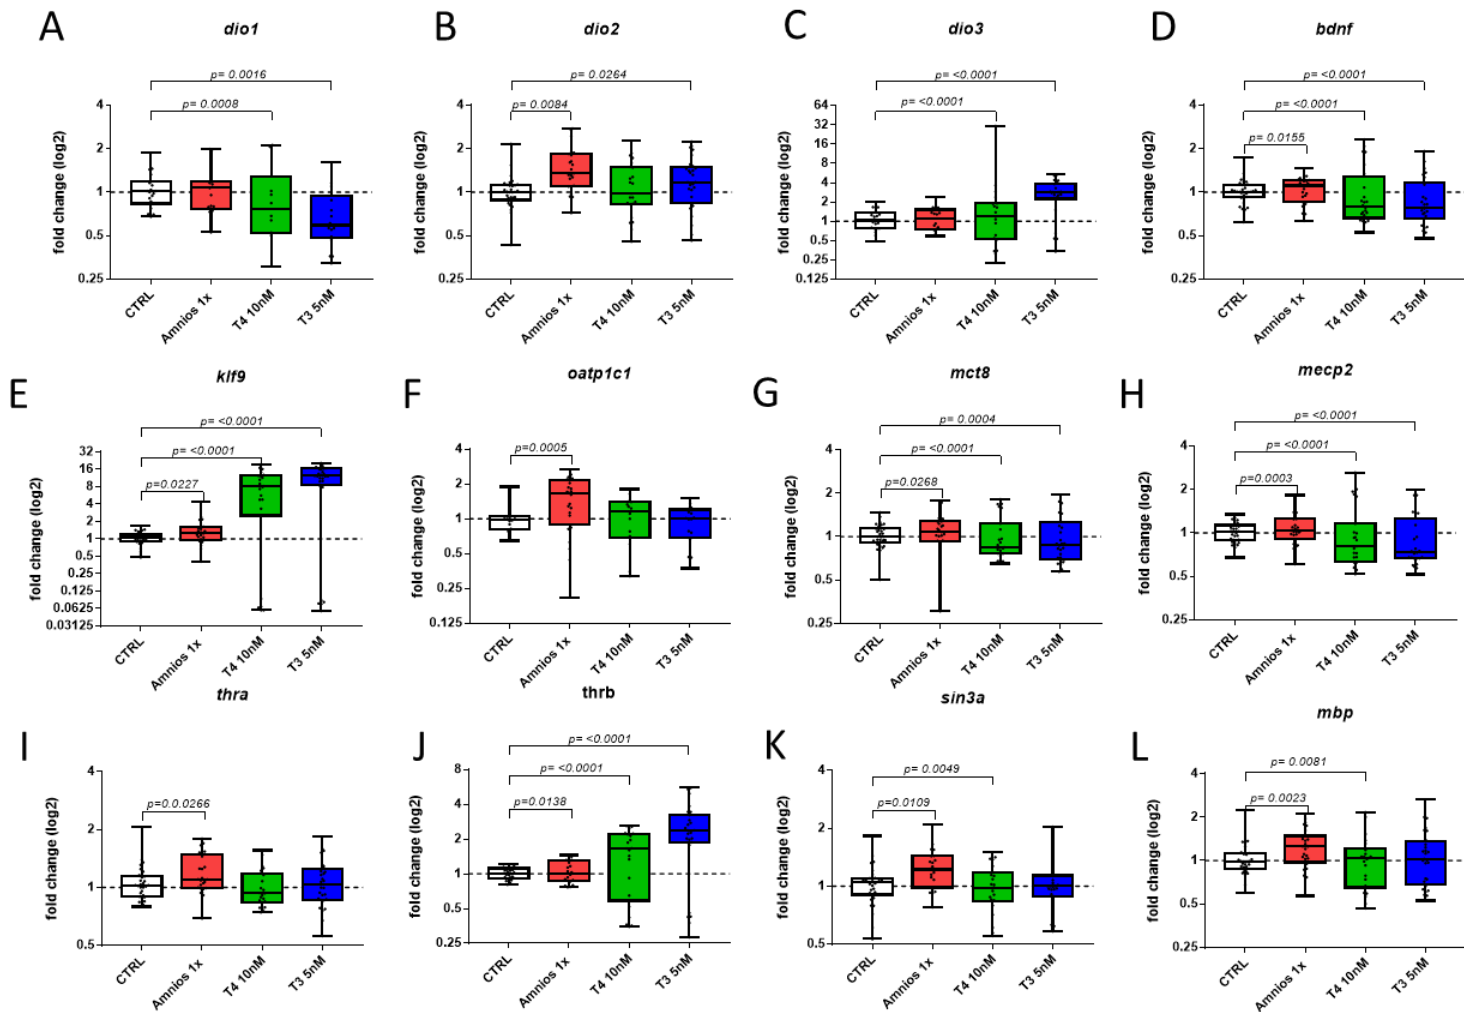 A
dio1
p= 0.0016
p= 0.0008
fold change (log2)
4
2
1
0.5
0.25
CTRL
Amnios 1x
T4 10nM
T3 5nM
B
dio2
p= 0.0264
p= 0.0084
fold change (log2)
4
2
1
0.5
0.25
CTRL
Amnios 1x
T4 10nM
T3 5nM
C
dio3
p= <0.0001
p= <0.0001
fold change (log2)
64
32
16
8
4
2
1
0.5
0.25
0.125
CTRL
Amnios 1x
T4 10nM
T3 5nM
D
bdnf
p= <0.0001
p= <0.0001
p= 0.0155
fold change (log2)
4
2
1
0.5
0.25
CTRL
Amnios 1x
T4 10nM
T3 5nM
E
klf9
p= <0.0001
p= <0.0001
p=0.0227
fold change (log2)
32
16
8
4
2
1
0.5
0.25
0.125
0.0625
0.03125
CTRL
Amnios 1x
T4 10nM
T3 5nM
F
oatp1c1
p=0.0005
fold change (log2)
4
2
1
0.5
0.25
0.125
CTRL
Amnios 1x
T4 10nM
T3 5nM
G
mct8
p= 0.0004
p= <0.0001
p=0.0268
fold change (log2)
4
2
1
0.5
0.25
CTRL
Amnios 1x
T4 10nM
T3 5nM
H
mecp2
p= <0.0001
p= <0.0001
p=0.0003
fold change (log2)
4
2
1
0.5
0.25
CTRL
Amnios 1x
T4 10nM
T3 5nM
I
thra
p=0.0.0266
fold change (log2)
4
2
1
0.5
CTRL
Amnios 1x
T4 10nM
T3 5nM
J
thrb
p= <0.0001
p= <0.0001
p=0.0138
fold change (log2)
8
4
2
1
0.5
0.25
CTRL
Amnios 1x
T4 10nM
T3 5nM
K
sin3a
p= 0.0049
p=0.0109
fold change (log2)
4
2
1
0.5
CTRL
Amnios 1x
T4 10nM
T3 5nM
L
mbp
p= 0.0081
p= 0.0023
fold change (log2)
4
2
1
0.5
0.25
CTRL
Amnios 1x
T4 10nM
T3 5nM